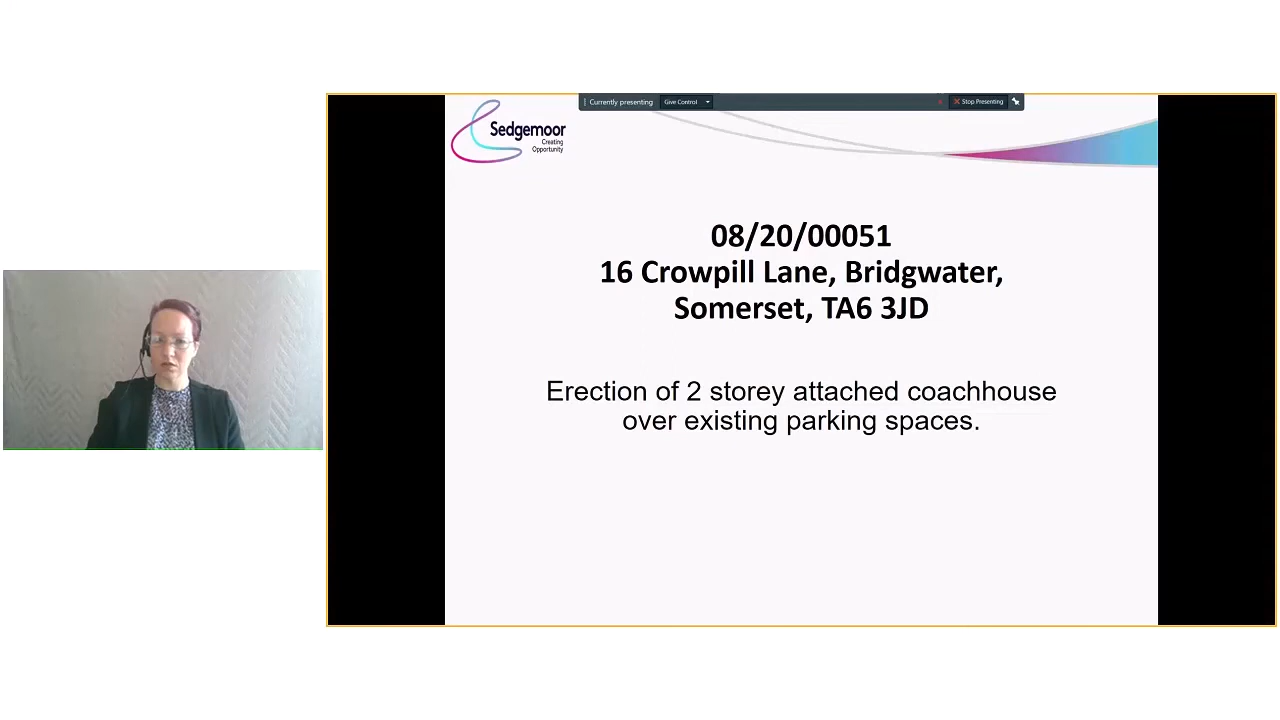 Currently presenting
Give Control
Stop Presenting
Sedgemoor
Creating
Opportunity
08/20/00051
16 Crowpill Lane, Bridgwater,
Somerset, TA6 3JD
Erection of 2 storey attached coachhouse
over existing parking spaces.